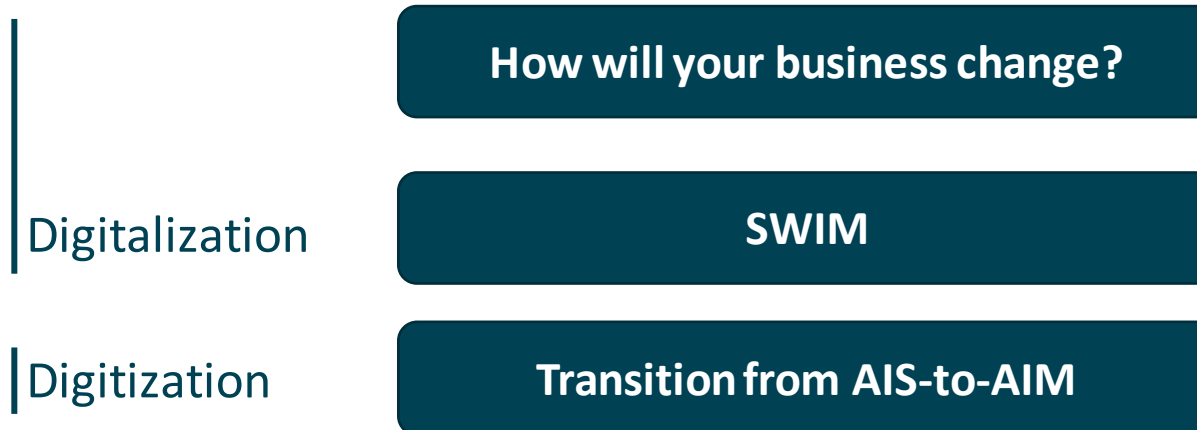 How will your business change?
Digitalization
SWIM
Digitization
Transition from AIS-to-AIM